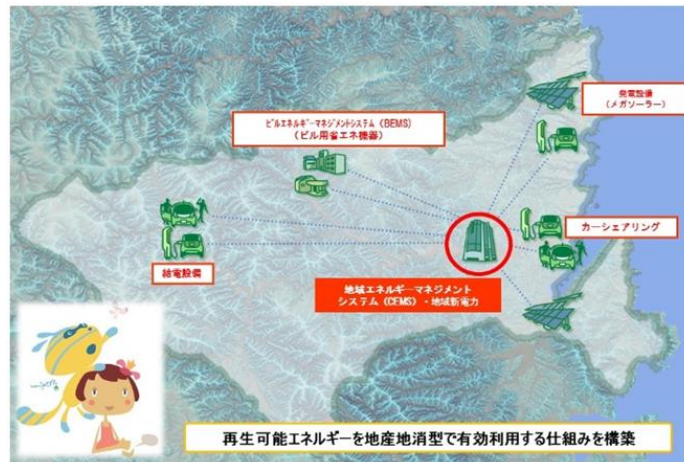 発電設備
(メガソーラー)
ビルエネルギーマネジメントシステム(BEMS)
(ビル用省エネ機器)
カーシェアリング
給電設備
地域エネルギーマネジメント
システム(CEMS)・地域新電力
再生可能エネルギーを地産地消型で有効利用する仕組みを構築